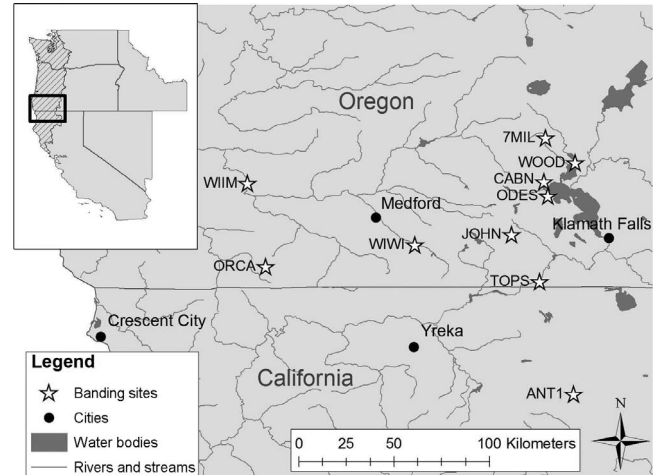 Oregon
7MIL
WOOD
CABN
WIIM
ODES
Medford
Klamath Falls
JOHN
WIWI
ORCA
TOPS
Crescent City
Yreka
Legend
Banding sites
California
ANT1
N
Cities
0 25 50 100 Kilometers
Water bodies
Rivers and streams